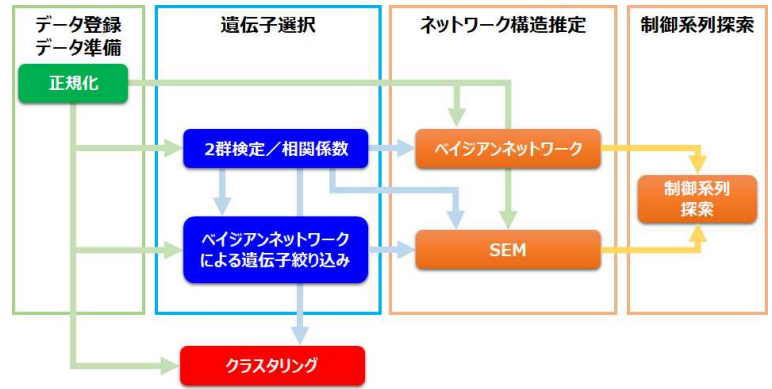 データ登録
データ準備
遺伝子選択
ネットワーク構造推定
制御系列探索
正規化
2群検定／相関係数
ベイジアンネットワーク
制御系列
探索
ベイジアンネットワーク
による遺伝子絞り込み
SEM
クラスタリング